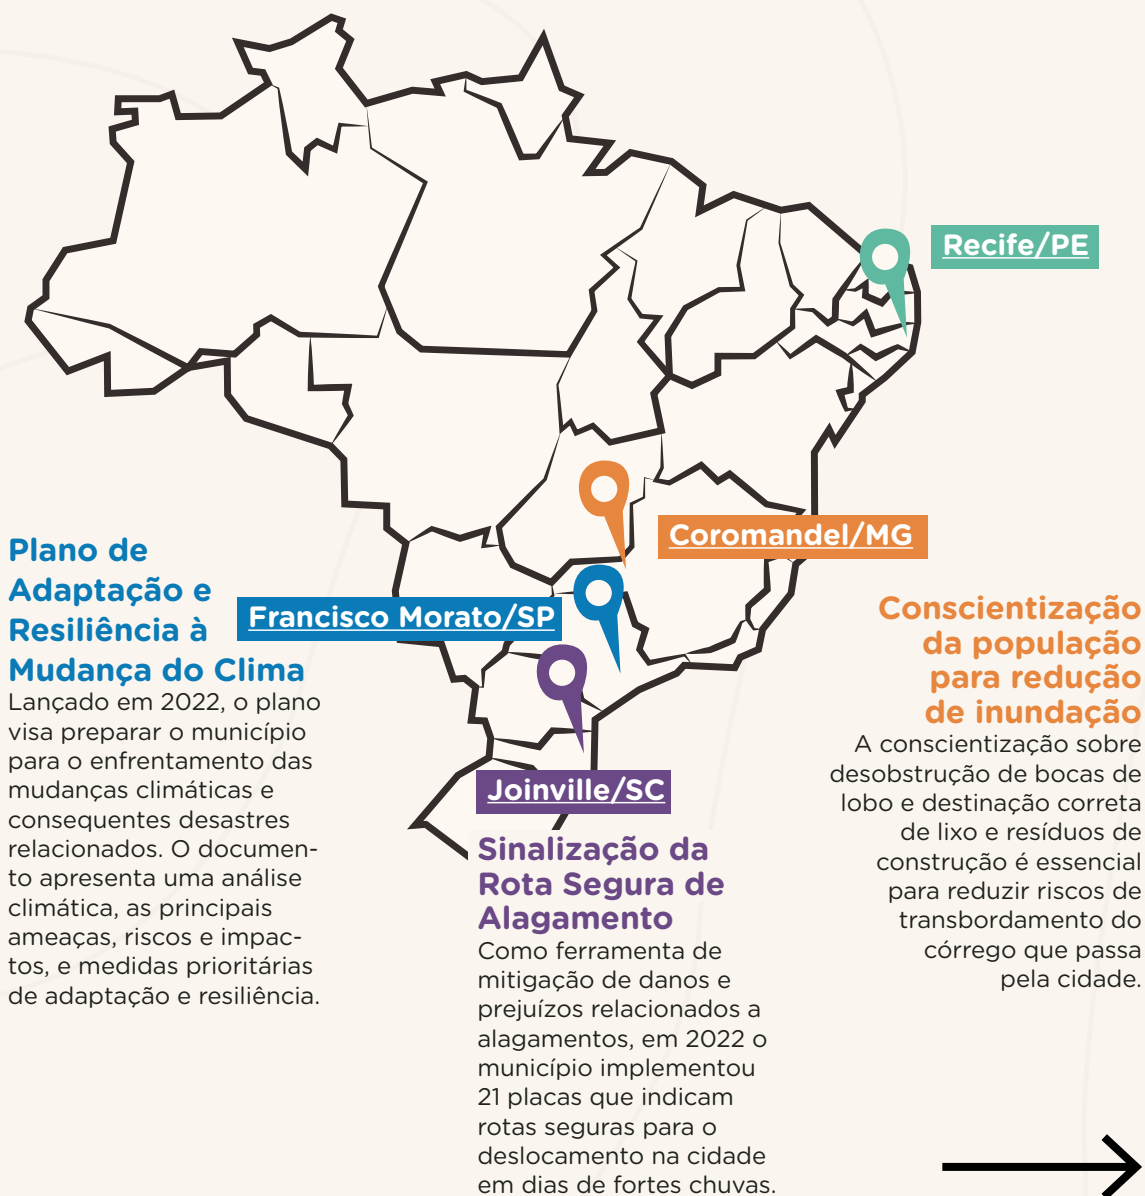 Recife/PE
Coromandel/MG
Francisco Morato/SP
Joinville/SC
Plano de
Adaptação e
Resiliência à
Mudança do Clima
Lançado em 2022, o plano
visa preparar o município
para o enfrentamento das
mudanças climáticas e
consequentes desastres
relacionados. O documen-
to apresenta uma análise
climática, as principais
ameaças, riscos e impac-
tos, e medidas prioritárias
de adaptação e resiliência.
Sinalização da
Rota Segura de
Alagamento
Como ferramenta de
mitigação de danos e
prejuízos relacionados a
alagamentos, em 2022 o
município implementou
21 placas que indicam
rotas seguras para o
deslocamento na cidade
em dias de fortes chuvas.
Conscientização
da população
para redução
de inundação
A conscientização sobre
desobstrução de bocas de
lobo e destinação correta
de lixo e resíduos de
construção é essencial
para reduzir riscos de
transbordamento do
córrego que passa
pela cidade.